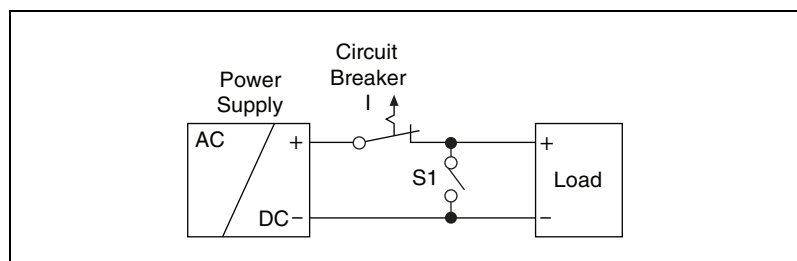 Circuit
Breaker
I
Power
Supply
AC
+
+
S1
Load
DC −
−